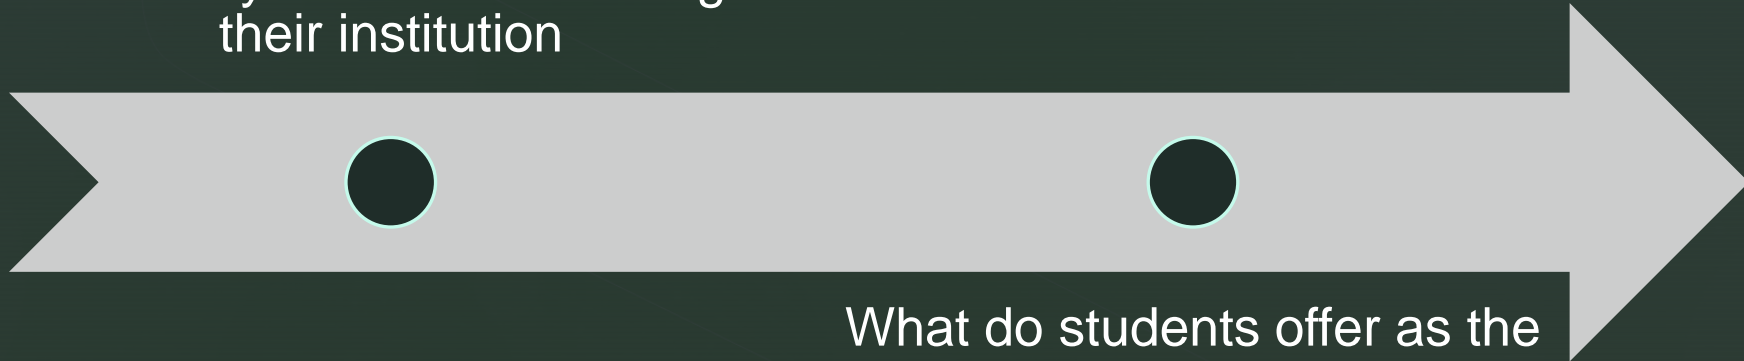 their institution
What do students offer as the